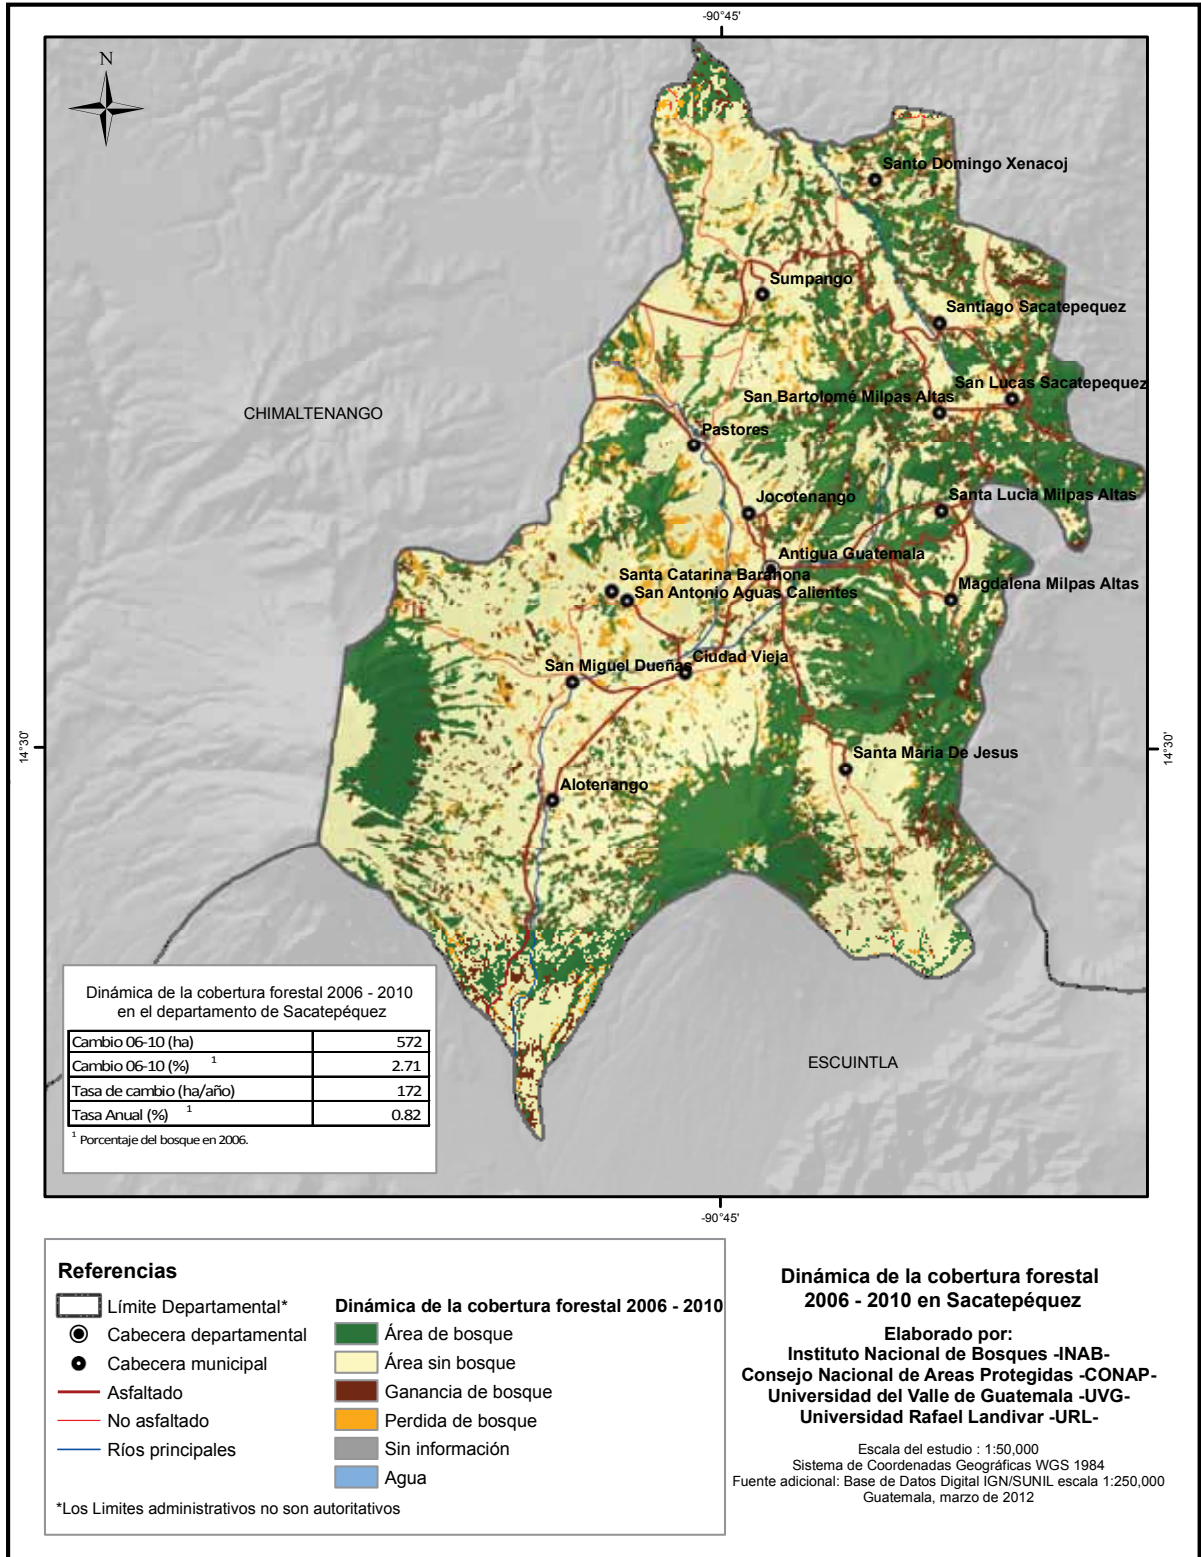 -90°45'
N
Santo Domingo Xenacoj
Sumpango
Santiago Sacatepequez
San Lucas Sacatepequez
San Bartolomé Milpas Altas
CHIMALTENANGO
Pastores
Jocotenango
Santa Lucia Milpas Altas
Antigua Guatemala
Santa Catarina Barahona
San Antonio Aguas Calientes
Magdalena Milpas Altas
Ciudad Vieja
San Miguel Dueñas
14°30'
14°30'
Santa Maria De Jesus
Alotenango
ESCUINTLA
Dinámica de la cobertura forestal 2006 - 2010
en el departamento de Sacatepéquez
Cambio 06-10 (ha) 572
Cambio 06-10 (%) 1 2.71
Tasa de cambio (ha/año) 172
Tasa Anual (%) 1 0.82
1 Porcentaje del bosque en 2006.
-90°45'
Referencias
Límite Departamental*
Cabecera departamental
Cabecera municipal
Asfaltado
No asfaltado
Ríos principales
*Los Limites administrativos no son autoritativos
Dinámica de la cobertura forestal 2006 - 2010
Área de bosque
Área sin bosque
Ganancia de bosque
Perdida de bosque
Sin información
Agua
Dinámica de la cobertura forestal
2006 - 2010 en Sacatepéquez
Elaborado por:
Instituto Nacional de Bosques -INAB-
Consejo Nacional de Areas Protegidas -CONAP-
Universidad del Valle de Guatemala -UVG-
Universidad Rafael Landivar -URL-
Escala del estudio : 1:50,000
Sistema de Coordenadas Geográficas WGS 1984
Fuente adicional: Base de Datos Digital IGN/SUNIL escala 1:250,000
Guatemala, marzo de 2012